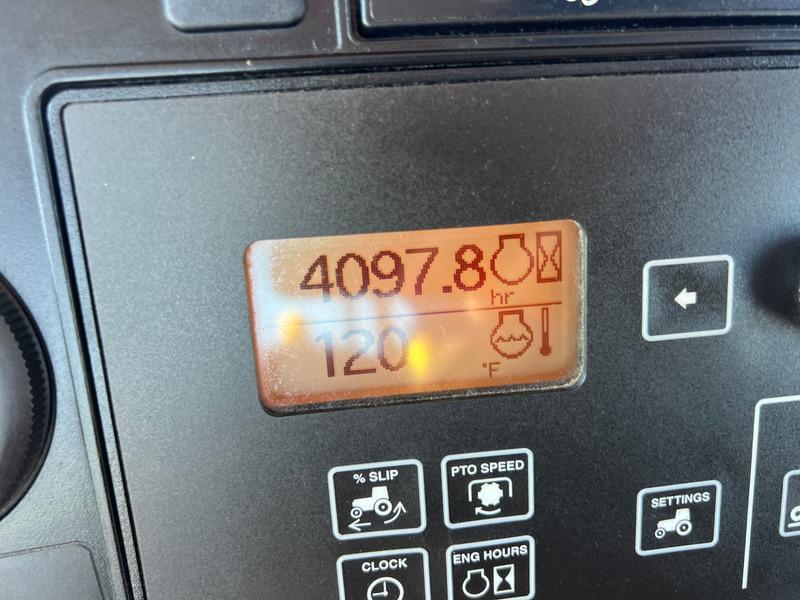 4097.8
hr
120
°F
% SLIP
PTO SPEED
SETTINGS
CLOCK
ENG HOURS